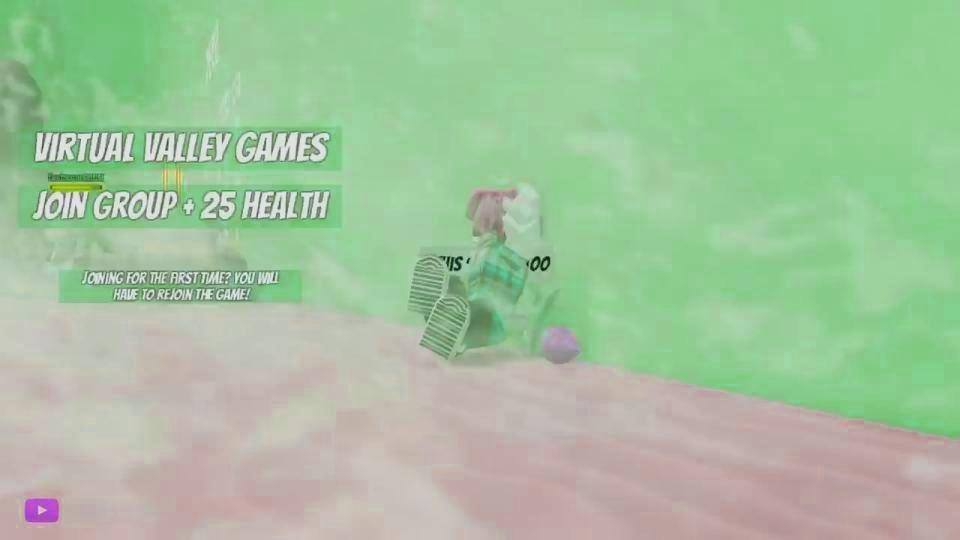 VIRTUAL VALLEY GAMES
JOIN GROUP + 25 HEALTH
JOINING FOR THE FIRST TIME? YOU WILL
HAVE TO REJOIN THE GAME!